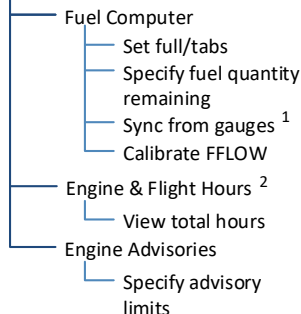 Fuel Computer
Set full/tabs
Specify fuel quantity
remaining
Sync from gauges 1
Calibrate FFLOW
Engine & Flight Hours 2
View total hours
Engine Advisories
Specify advisory
limits